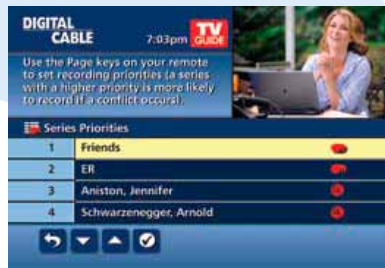 DIGITAL
CABLE
7:03pm
TV
GUIDE
Use the Page keys on your remote
to set recording priorities (a series
with a higher priority is more likely
to record if a conflict occurs).
Series Priorities
1 Friends
2 ER
3 Aniston, Jennifer
4 Schwarzenegger, Arnold